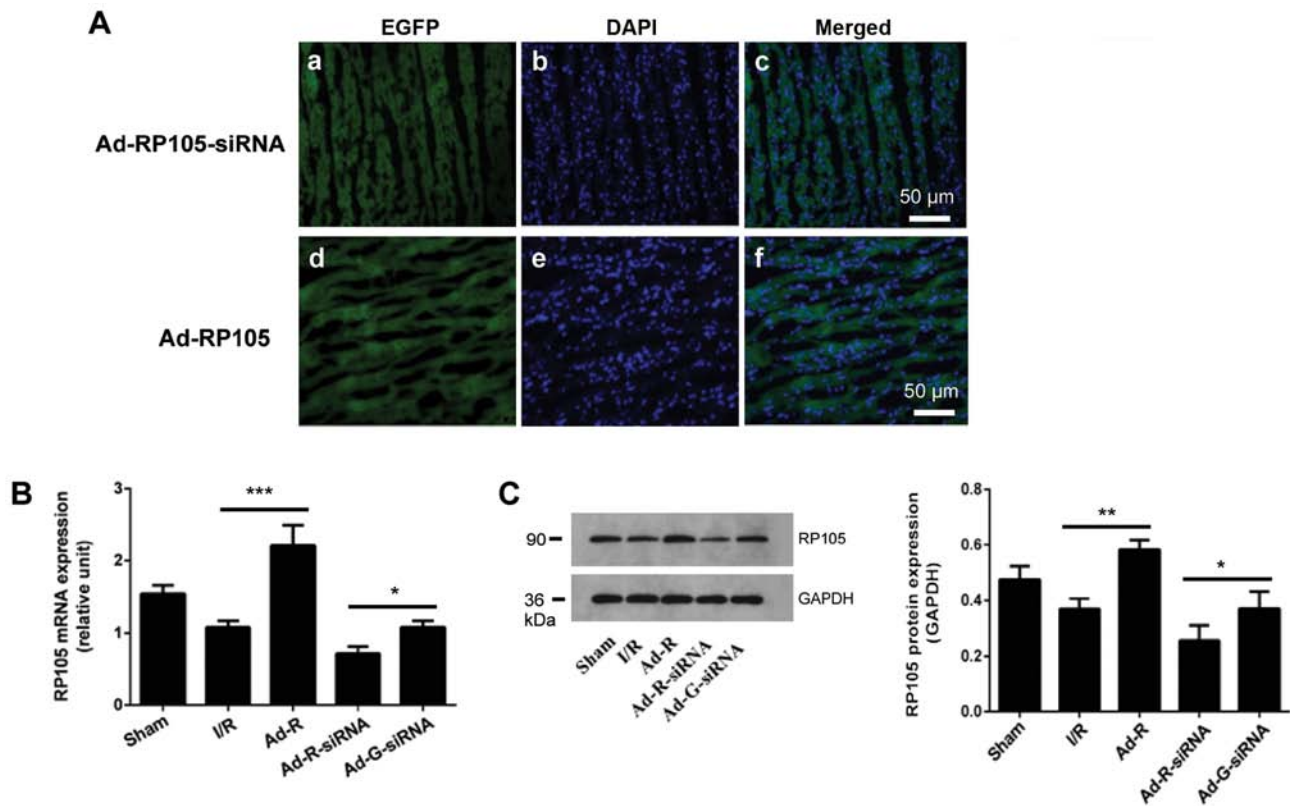 A
EGFP DAPI Merged
Ad-RP105-siRNA
a b c
50 µm
Ad-RP105
d e f
50 µm
B
RP105 mRNA expression
(relative unit)
3
2
1
0
***
*
Sham I/R Ad-R Ad-R-siRNA Ad-G-siRNA
C
90 RP105
36 GAPDH
kDa
Sham I/R Ad-R Ad-R-siRNA Ad-G-siRNA
RP105 protein expression
(GAPDH)
0.8
0.6
0.4
0.2
0.0
**
*
Sham I/R Ad-R Ad-R-siRNA Ad-G-siRNA